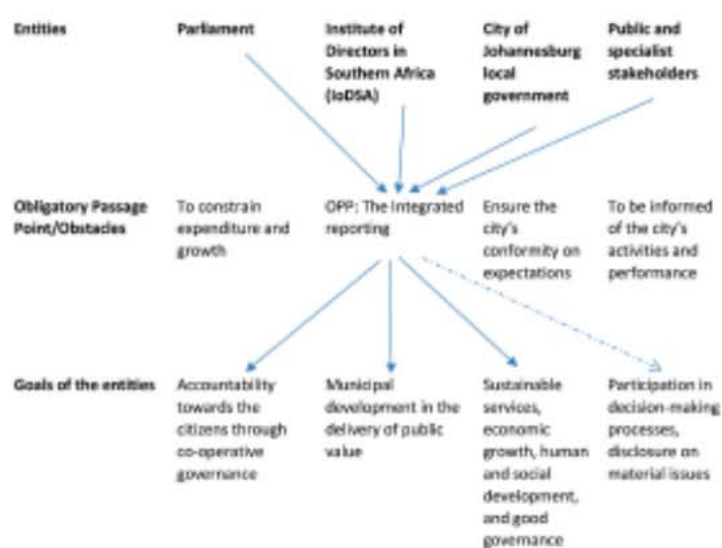 Entities
Parliament
Institute of
Directors in
Southern Africa
(IoDSA)
City of
Johannesburg
local
government
Public and
specialist
stakeholders
Obligatory Passage
Point/Obstacles
To constrain
expenditure and
growth
OPP: The Integrated
reporting
Ensure the
city's
conformity on
expectations
To be informed
of the city's
activities and
performance
Goals of the entities
Accountability
towards the
citizens through
co-operative
governance
Municipal
development in the
delivery of public
value
Sustainable
services,
economic
growth, human
and social
development,
and good
governance
Participation in
decision-making
processes,
disclosure on
material issues